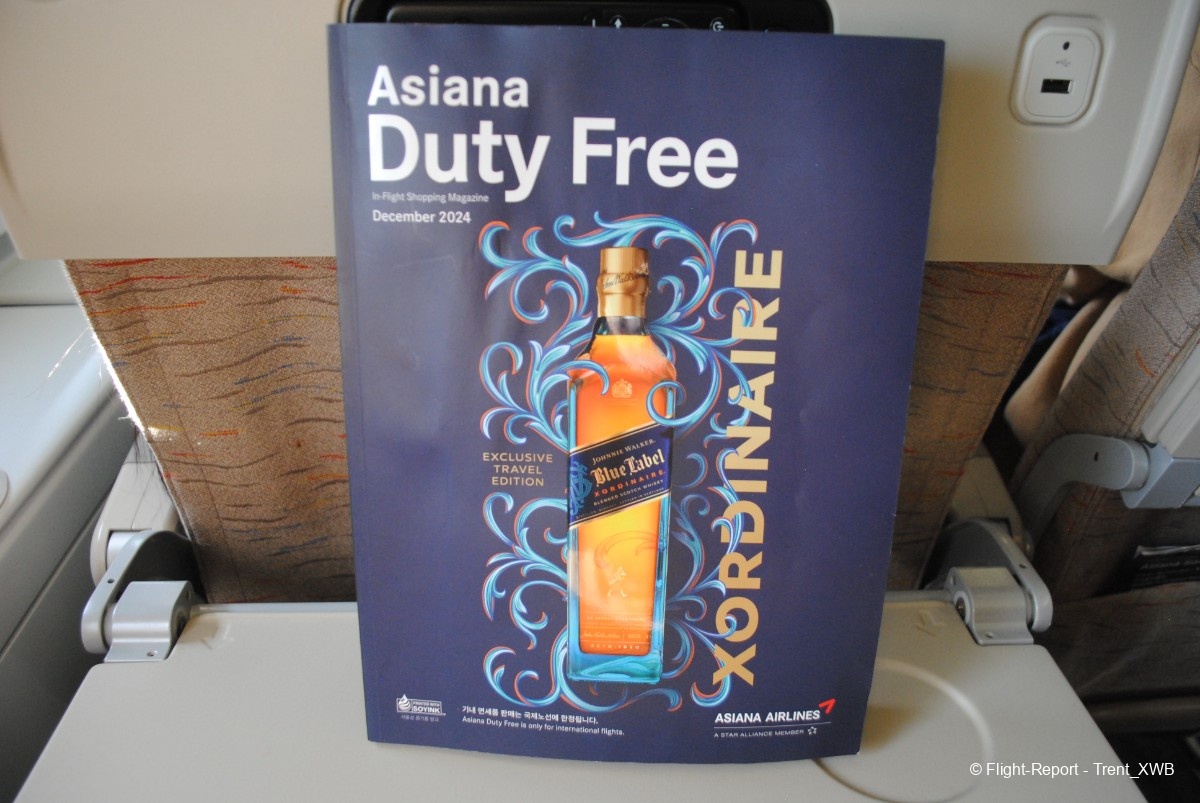 Asiana
Duty Free
In-Flight Shopping Magazine
December 2024
XORDINAIRE
EXCLUSIVE
TRAVEL
EDITION
JOHNNIE WALKER.
Blue Label
XORDINAIRE
BLENDED SCOTCH WHISKY
PRINTED WITH
SOYINK
기내 면세품 판매는 국제노선에 한정됩니다.
Asiana Duty Free is only for international flights.
ASIANA AIRLINES
A STAR ALLIANCE MEMBER
© Flight-Report - Trent_XWB